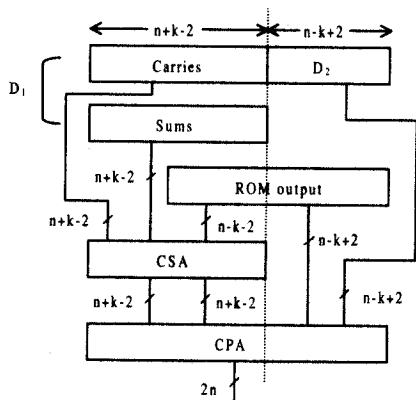 n+k-2 n-k+2
Carries D₂
D₁
Sums
n+k-2
ROM output
n+k-2 n-k-2 n-k+2
CSA
n+k-2 n+k-2 n-k+2
CPA
2n